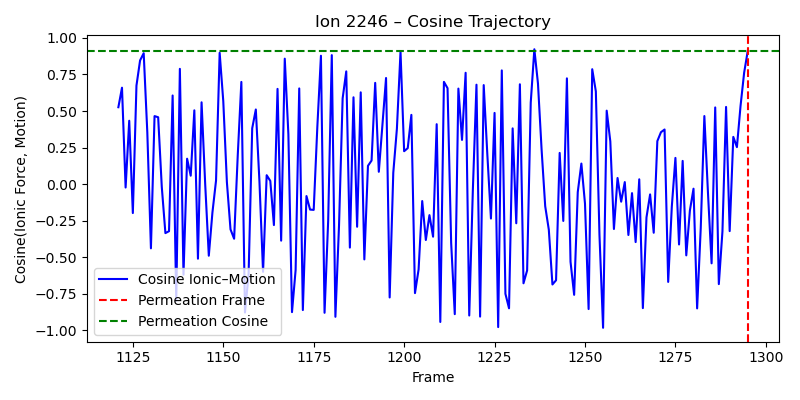 Ion 2246 – Cosine Trajectory
Cosine(Ionic Force, Motion)
1.00
0.75
0.50
0.25
0.00
−0.25
−0.50
−0.75
−1.00
Cosine Ionic–Motion
Permeation Frame
Permeation Cosine
1125
1150
1175
1200
1225
1250
1275
1300
Frame